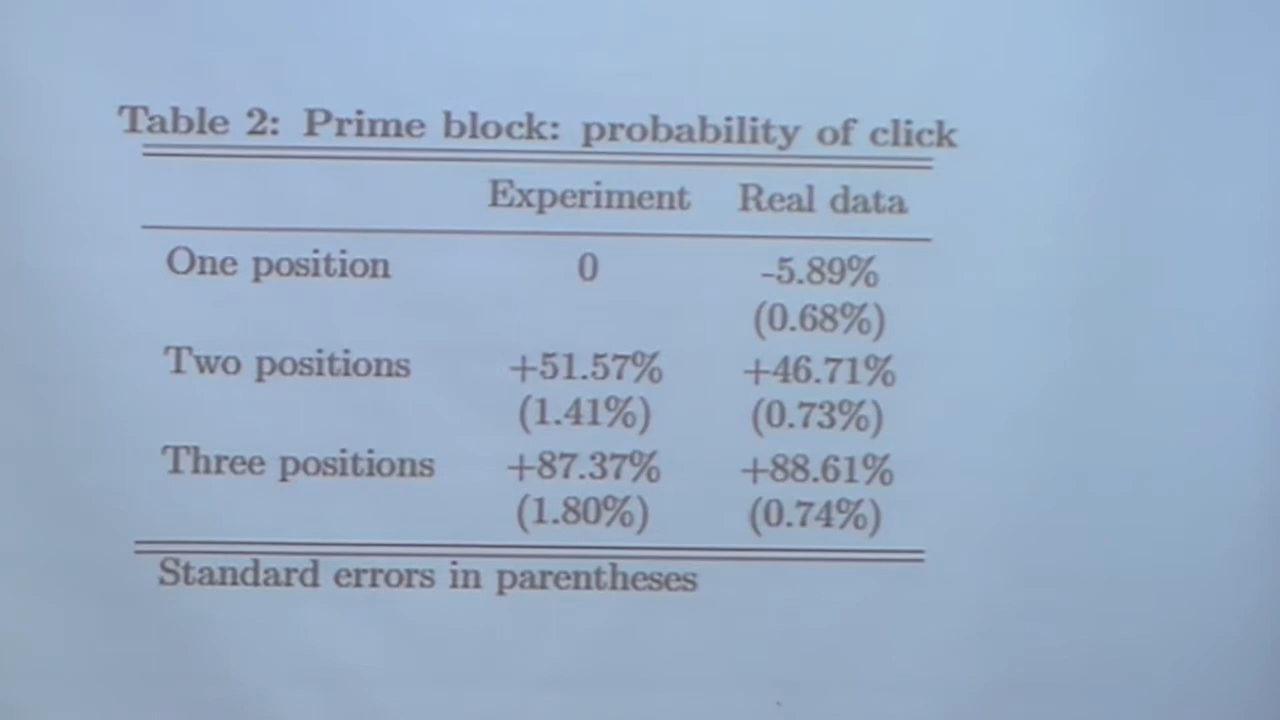 Table 2: Prime block: probability of click
Experiment Real data
One position 0 -5.89%
(0.68%)
Two positions +51.57% +46.71%
(1.41%) (0.73%)
Three positions +87.37% +88.61%
(1.80%) (0.74%)
Standard errors in parentheses